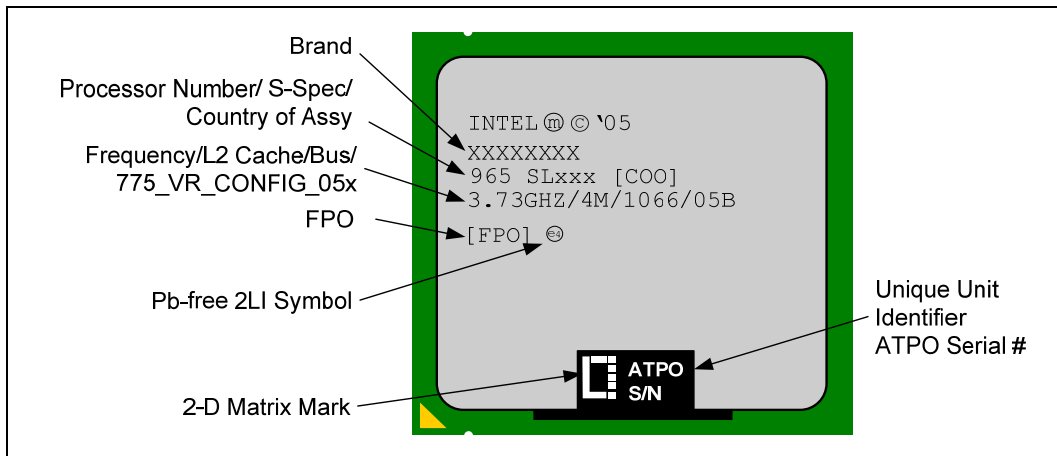 Brand
Processor Number/ S-Spec/
Country of Assy
Frequency/L2 Cache/Bus/
775_VR_CONFIG_05x
FPO
Pb-free 2LI Symbol
2-D Matrix Mark
INTEL ⓜ © '05
XXXXXXXX
965 SLxxx [COO]
3.73GHZ/4M/1066/05B
[FPO] e4
ATPO
S/N
Unique Unit
Identifier
ATPO Serial #